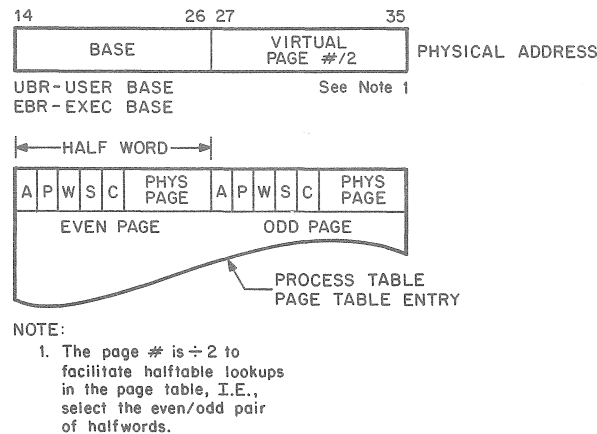 14 26 27 35
BASE VIRTUAL PAGE #/2 PHYSICAL ADDRESS
UBR-USER BASE See Note 1
EBR-EXEC BASE
HALF WORD
A P W S C PHYS PAGE A P W S C PHYS PAGE
EVEN PAGE ODD PAGE
PROCESS TABLE
PAGE TABLE ENTRY
NOTE:
1. The page # is ÷ 2 to
facilitate halftable lookups
in the page table, I.E.,
select the even/odd pair
of halfwords.